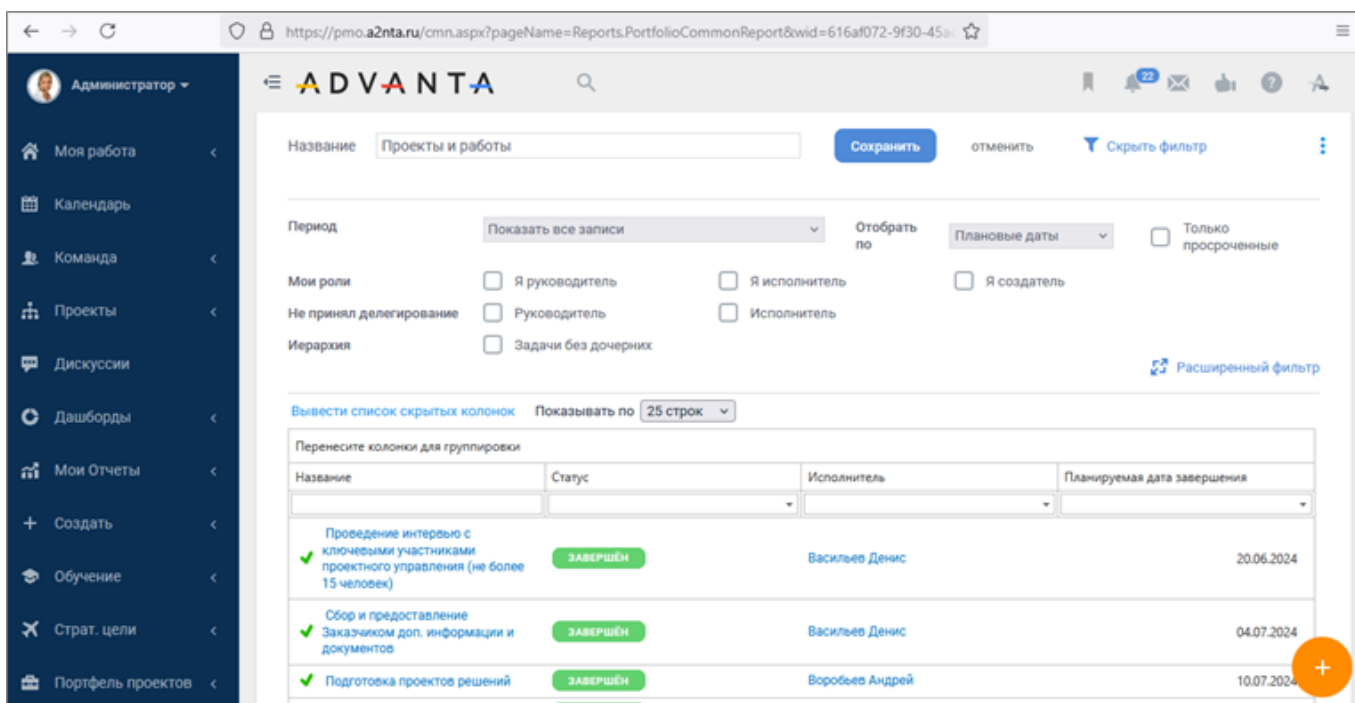 https://pmo.a2nta.ru/cmn.aspx?pageName=Reports.PortfolioCommonReport&wid=616af072-9f30-45a
Администратор
ADVANTA
22
Моя работа
Календарь
Команда
Проекты
Дискуссии
Дашборды
Мои Отчеты
Создать
Обучение
Страт. цели
Портфель проектов
Название Проекты и работы Сохранить отменить Скрыть фильтр
Период Показать все записи Отобрать по Плановые даты Только просроченные
Мои роли Я руководитель Я исполнитель Я создатель
Не принял делегирование Руководитель Исполнитель
Иерархия Задачи без дочерних
Расширенный фильтр
Вывести список скрытых колонок Показывать по 25 строк
Перенесите колонки для группировки
Название Статус Исполнитель Планируемая дата завершения
Проведение интервью с
ключевыми участниками
проектного управления (не более
15 человек)
ЗАВЕРШЁН Васильев Денис 20.06.2024
Сбор и предоставление
Заказчиком доп. информации и
документов
ЗАВЕРШЁН Васильев Денис 04.07.2024
Подготовка проектов решений ЗАВЕРШЁН Воробьев Андрей 10.07.2024